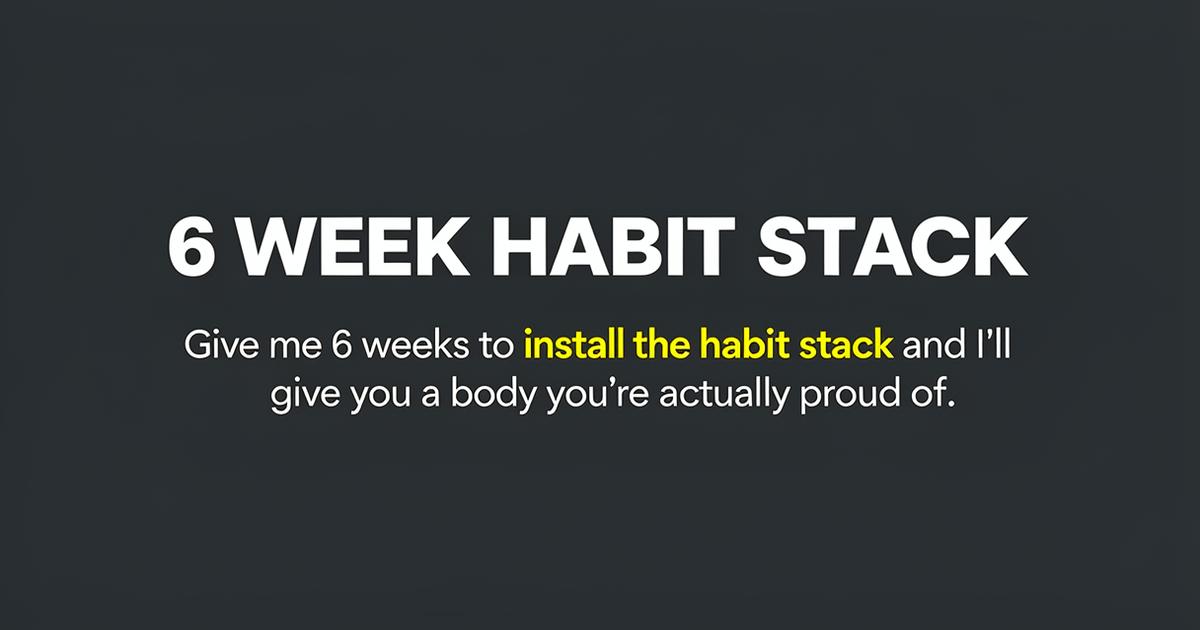 6 WEEK HABIT STACK
Give me 6 weeks to install the habit stack and I’ll
give you a body you’re actually proud of.